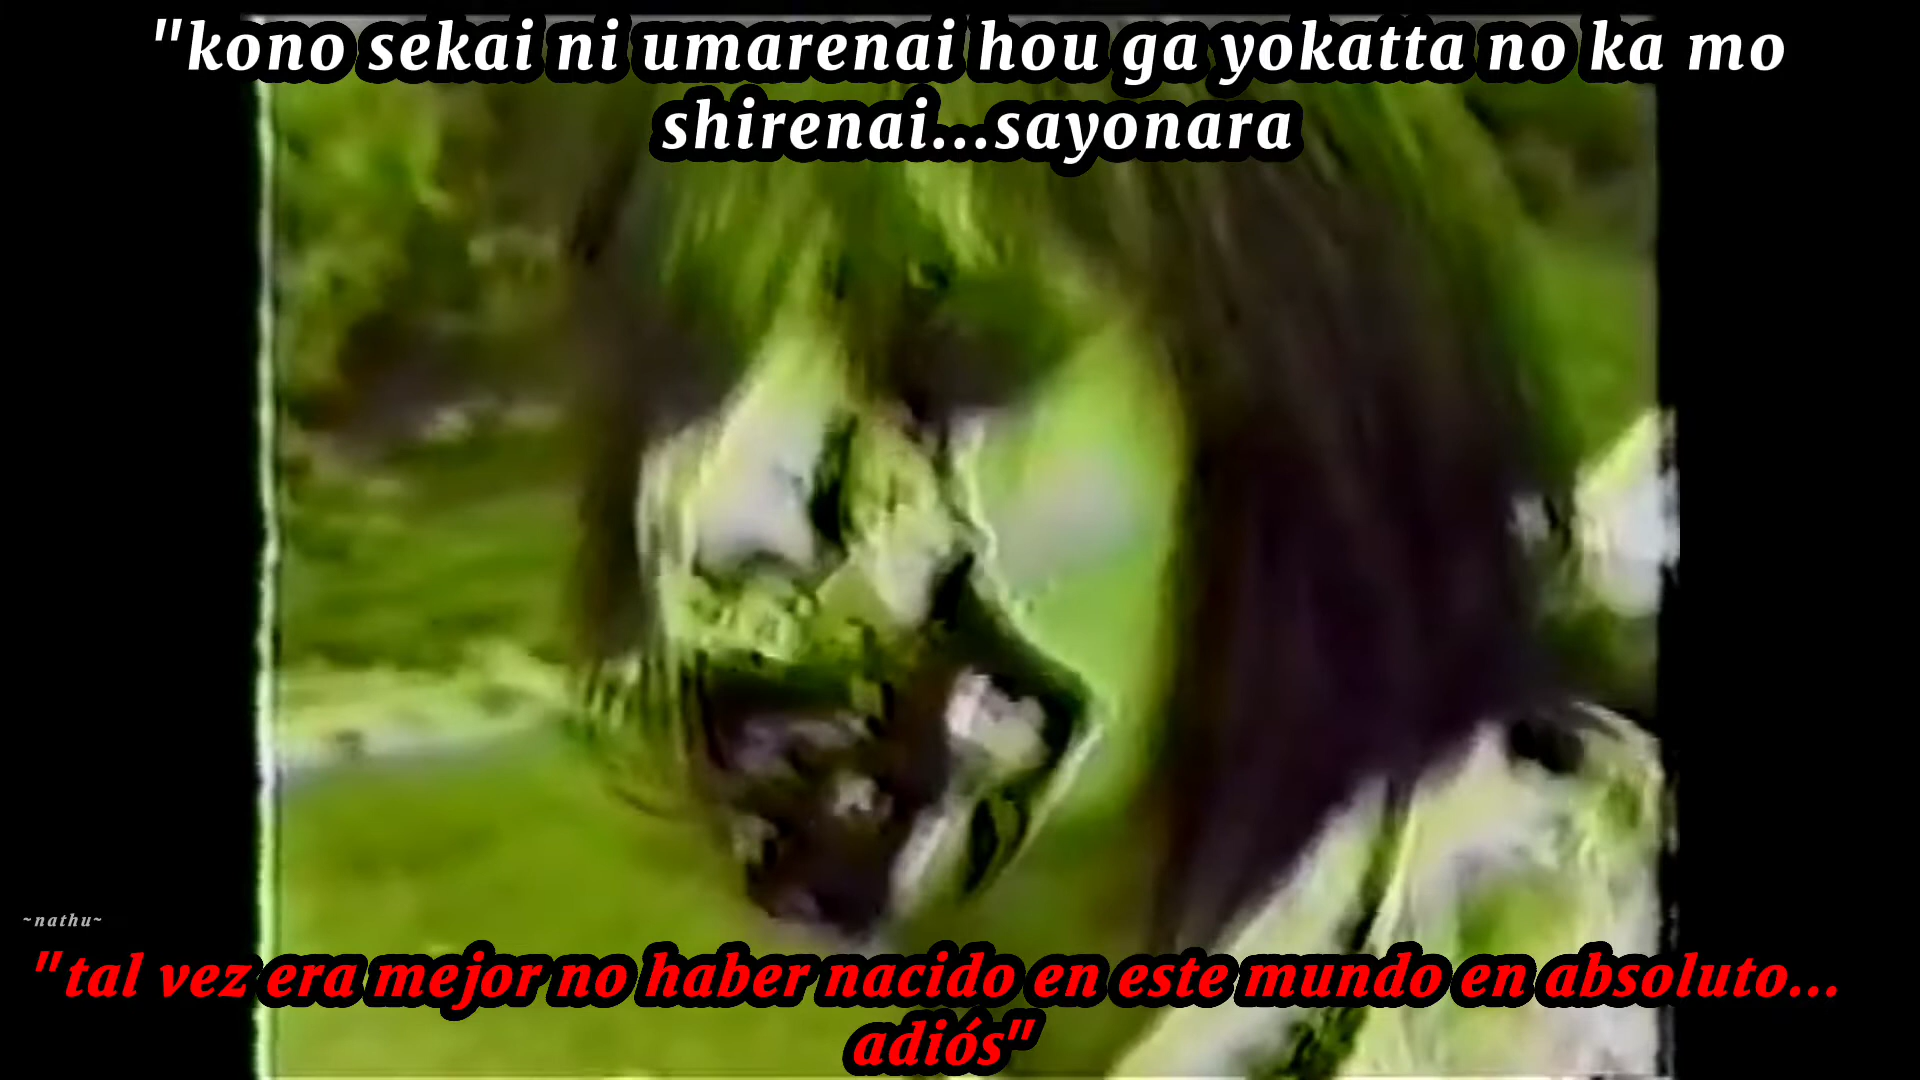 "kono sekai ni umarenai hou ga yokatta no ka mo
shirenai...sayonara
~nathu~
"tal vez era mejor no haber nacido en este mundo en absoluto...
adiós"